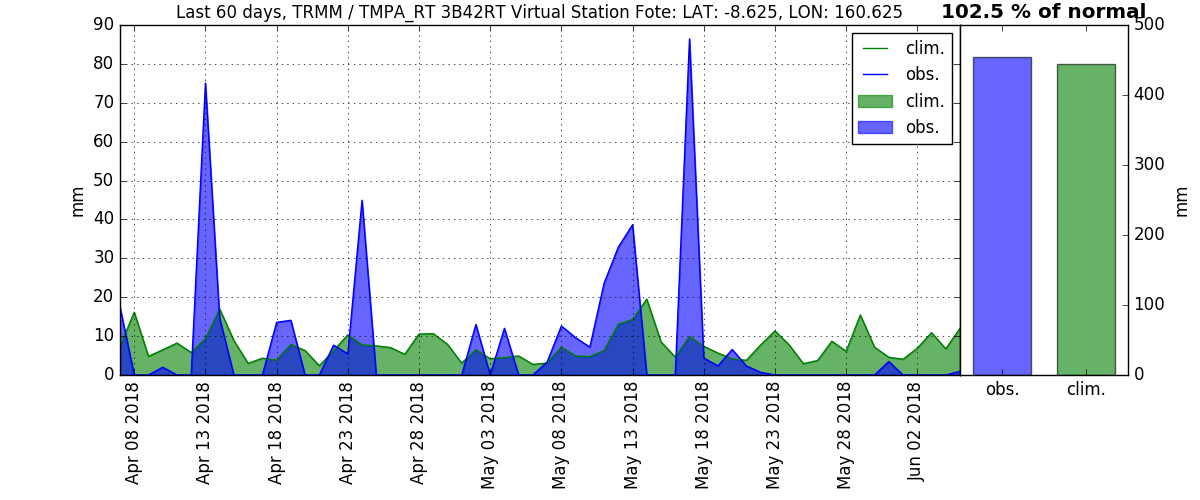 Last 60 days, TRMM / TMPA_RT 3B42RT Virtual Station Fote: LAT: -8.625, LON: 160.625
102.5 % of normal
90
80
70
60
50
40
30
20
10
0
mm
clim.
obs.
clim.
obs.
500
400
300
200
100
0
mm
Apr 08 2018
Apr 13 2018
Apr 18 2018
Apr 23 2018
Apr 28 2018
May 03 2018
May 08 2018
May 13 2018
May 18 2018
May 23 2018
May 28 2018
Jun 02 2018
obs.
clim.